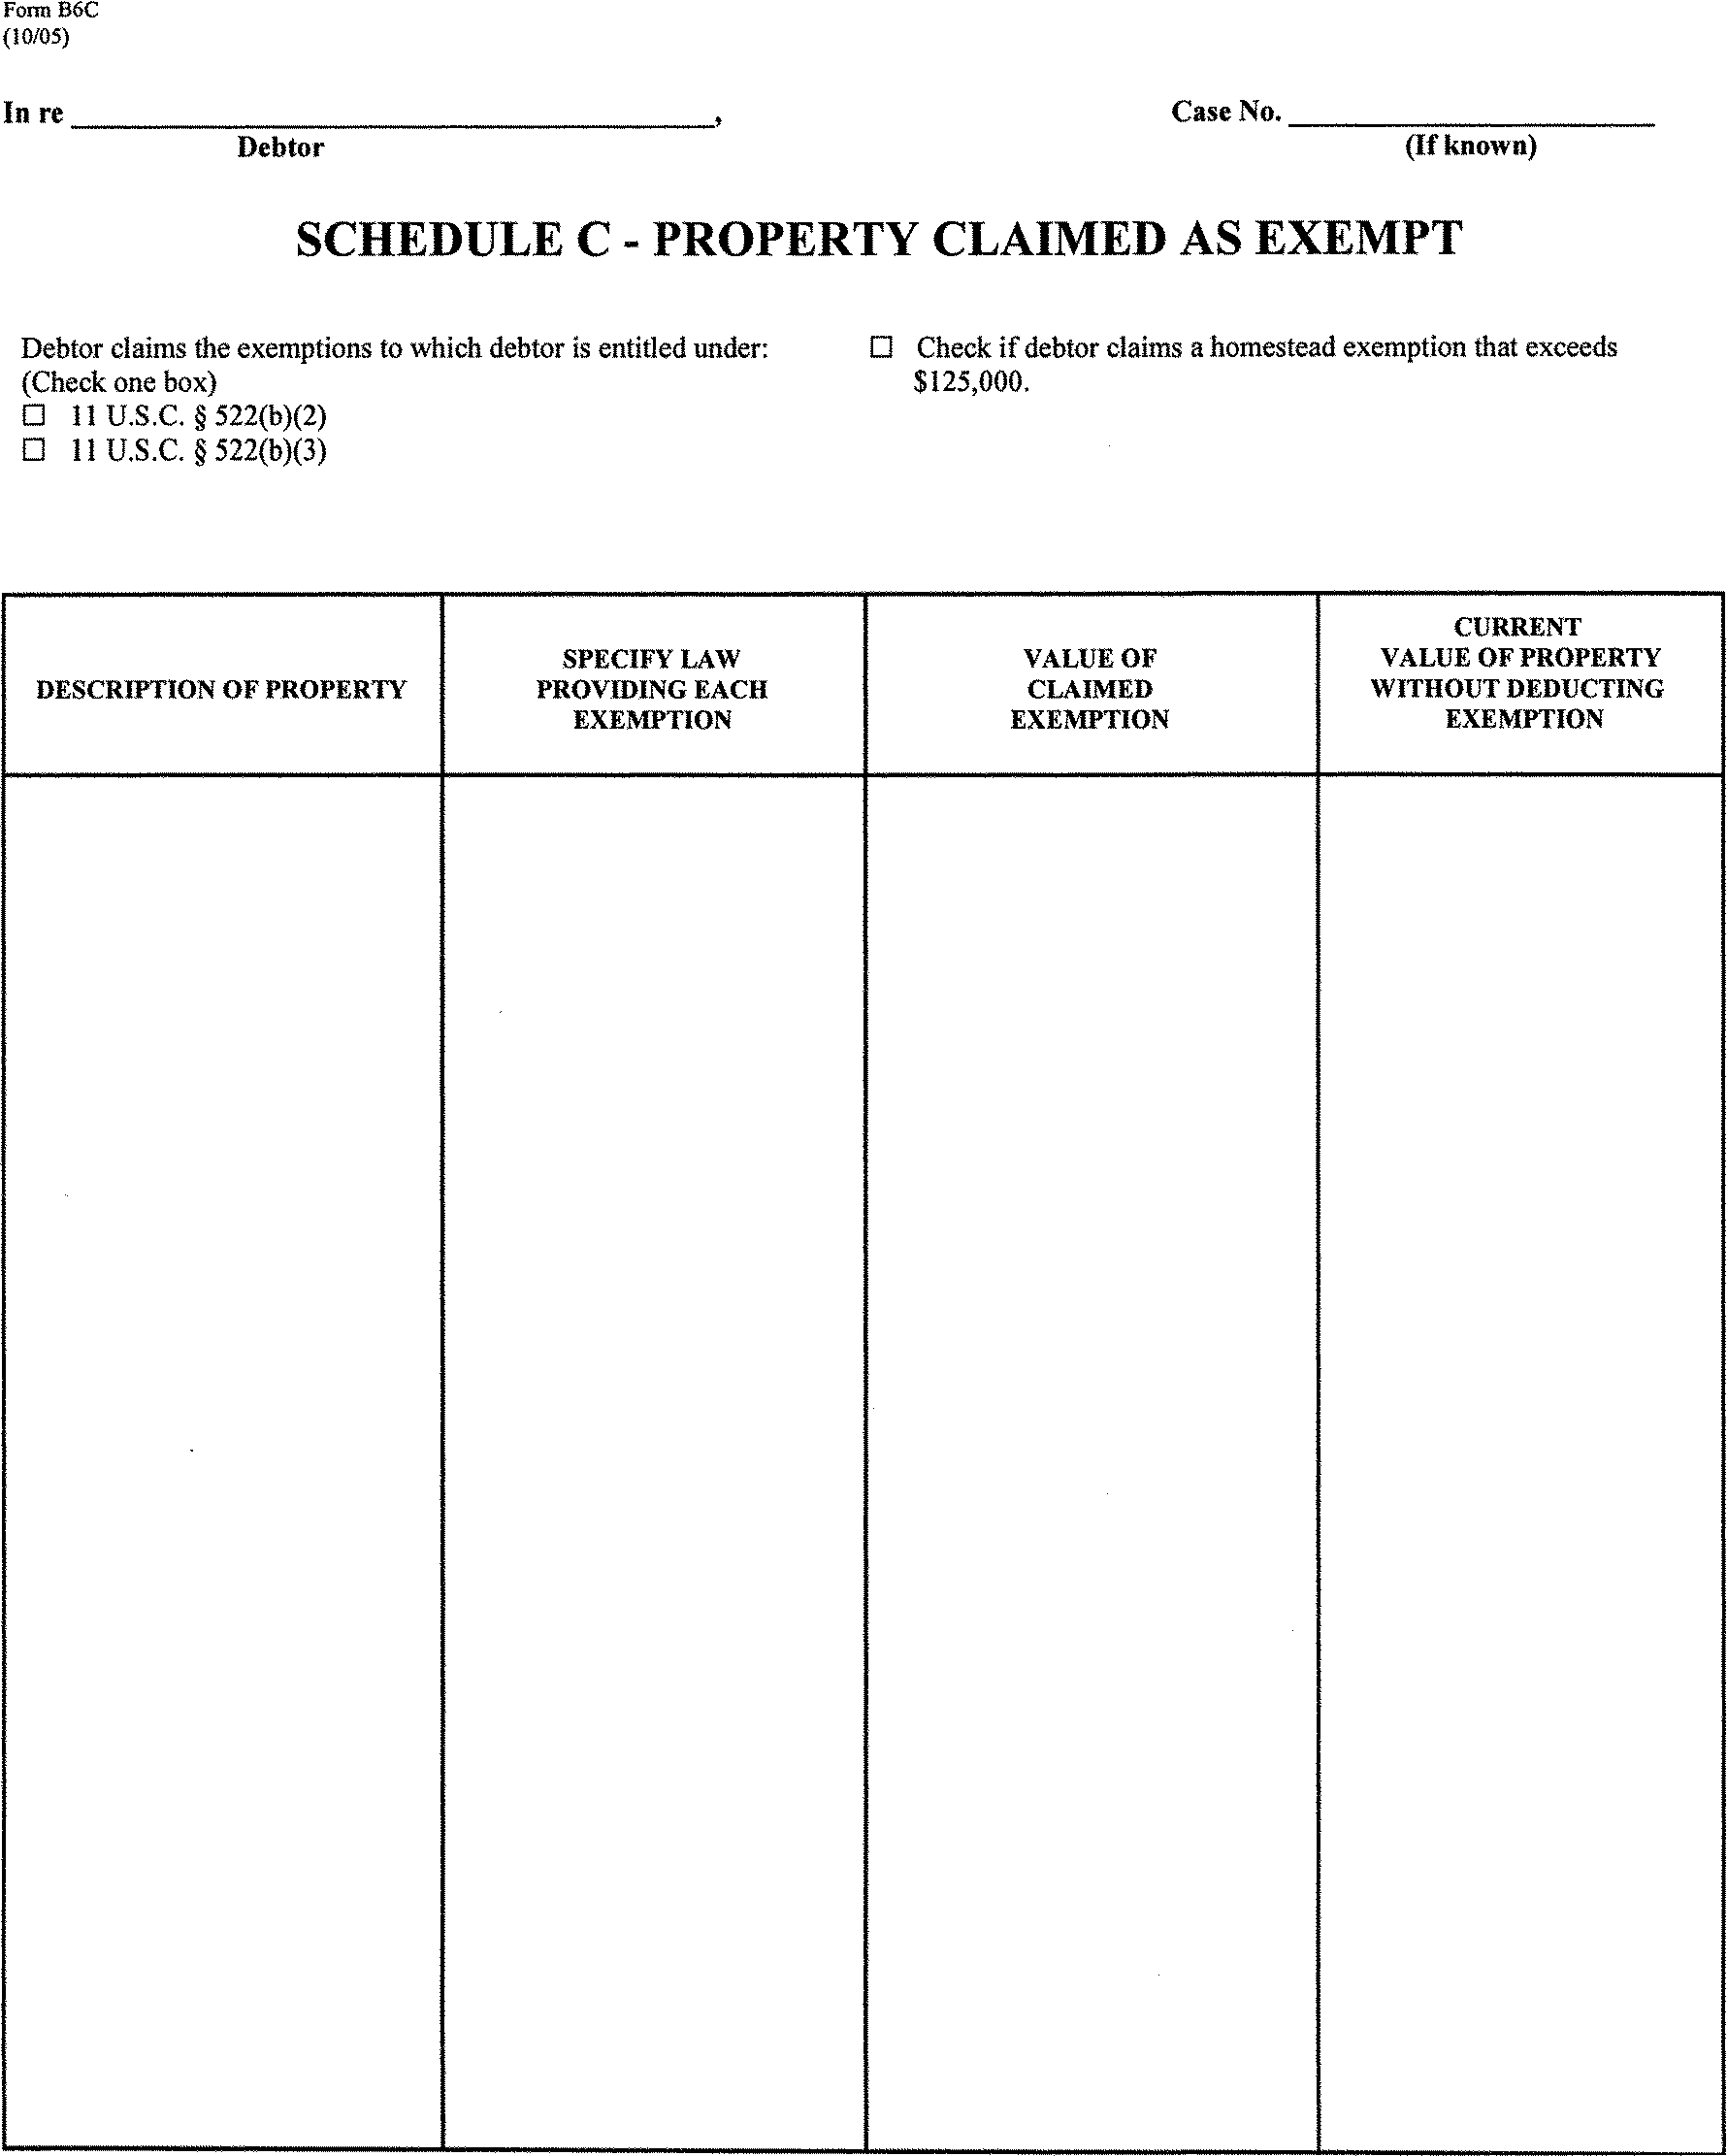 Form B6C
(10/05)
In re ,
Debtor
Case No.
(If known)
SCHEDULE C - PROPERTY CLAIMED AS EXEMPT
Debtor claims the exemptions to which debtor is entitled under:
(Check one box)
☐ 11 U.S.C. § 522(b)(2)
☐ 11 U.S.C. § 522(b)(3)
☐ Check if debtor claims a homestead exemption that exceeds
$125,000.
DESCRIPTION OF PROPERTY
SPECIFY LAW
PROVIDING EACH
EXEMPTION
VALUE OF
CLAIMED
EXEMPTION
CURRENT
VALUE OF PROPERTY
WITHOUT DEDUCTING
EXEMPTION